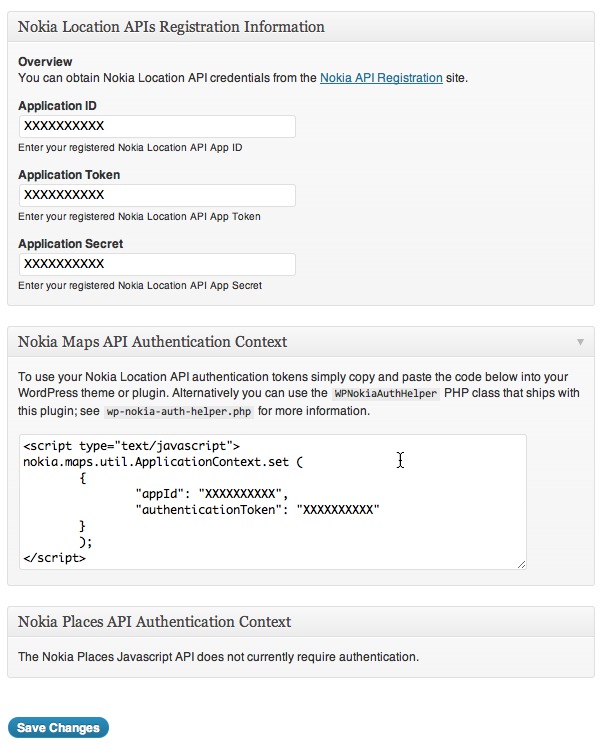 Nokia Location APIs Registration Information
Overview
You can obtain Nokia Location API credentials from the Nokia API Registration site.
Application ID
XXXXXXXXXX
Enter your registered Nokia Location API App ID
Application Token
XXXXXXXXXX
Enter your registered Nokia Location API App Token
Application Secret
XXXXXXXXXX
Enter your registered Nokia Location API App Secret
Nokia Maps API Authentication Context
To use your Nokia Location API authentication tokens simply copy and paste the code below into your
WordPress theme or plugin. Alternatively you can use the WPNokiaAuthHelper PHP class that ships with
this plugin; see wp-nokia-auth-helper.php for more information.
<script type="text/javascript">
nokia.maps.util.ApplicationContext.set (
{
"appId": "XXXXXXXXXX",
"authenticationToken": "XXXXXXXXXX"
}
);
</script>
Nokia Places API Authentication Context
The Nokia Places Javascript API does not currently require authentication.
Save Changes